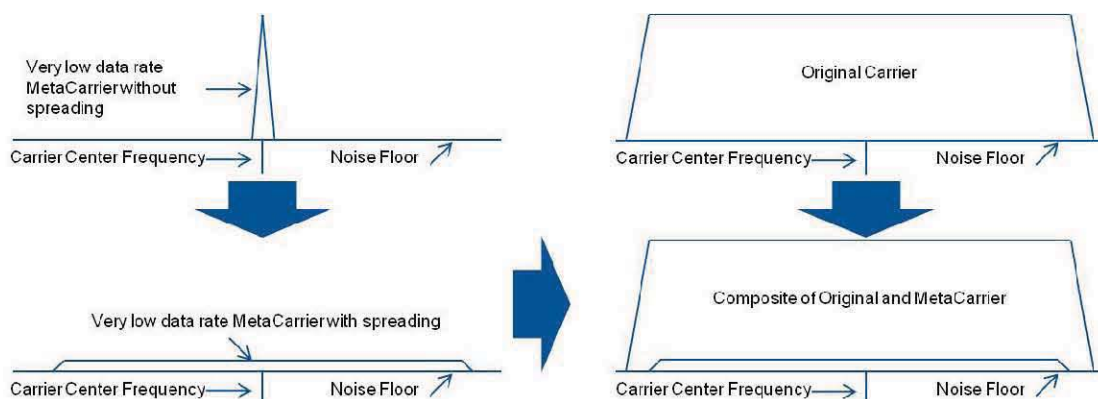 Very low data rate
MetaCarrier without
spreading
Carrier Center Frequency
Noise Floor
Original Carrier
Carrier Center Frequency
Noise Floor
Very low data rate MetaCarrier with spreading
Carrier Center Frequency
Noise Floor
Composite of Original and MetaCarrier
Carrier Center Frequency
Noise Floor